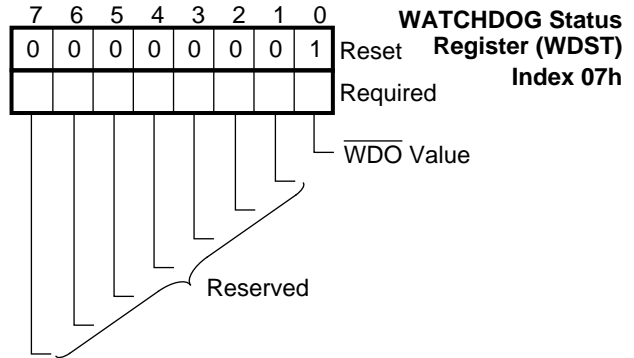 7 6 5 4 3 2 1 0
WATCHDOG Status
Register (WDST)
Index 07h
0 0 0 0 0 0 0 1 Reset
Required
WDO Value
Reserved